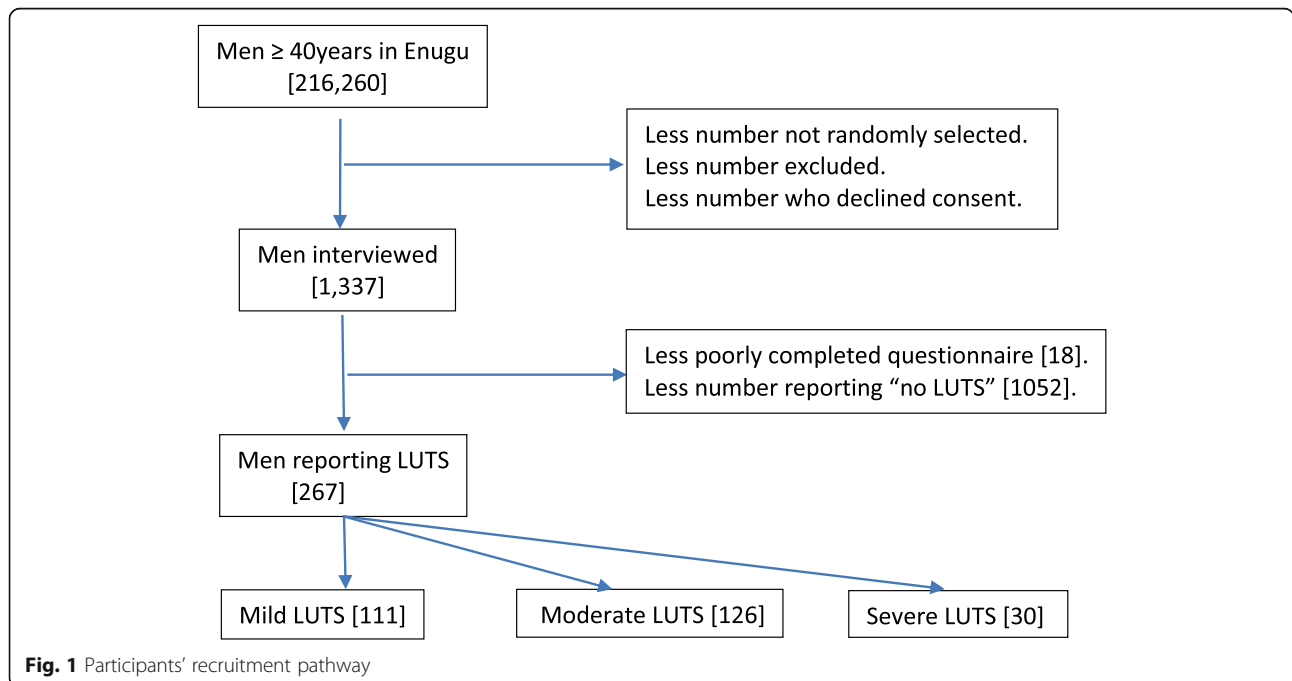 Men ≥ 40years in Enugu
[216,260]
Less number not randomly selected.
Less number excluded.
Less number who declined consent.
Men interviewed
[1,337]
Less poorly completed questionnaire [18].
Less number reporting “no LUTS” [1052].
Men reporting LUTS
[267]
Mild LUTS [111]
Moderate LUTS [126]
Severe LUTS [30]
Fig. 1 Participants’ recruitment pathway